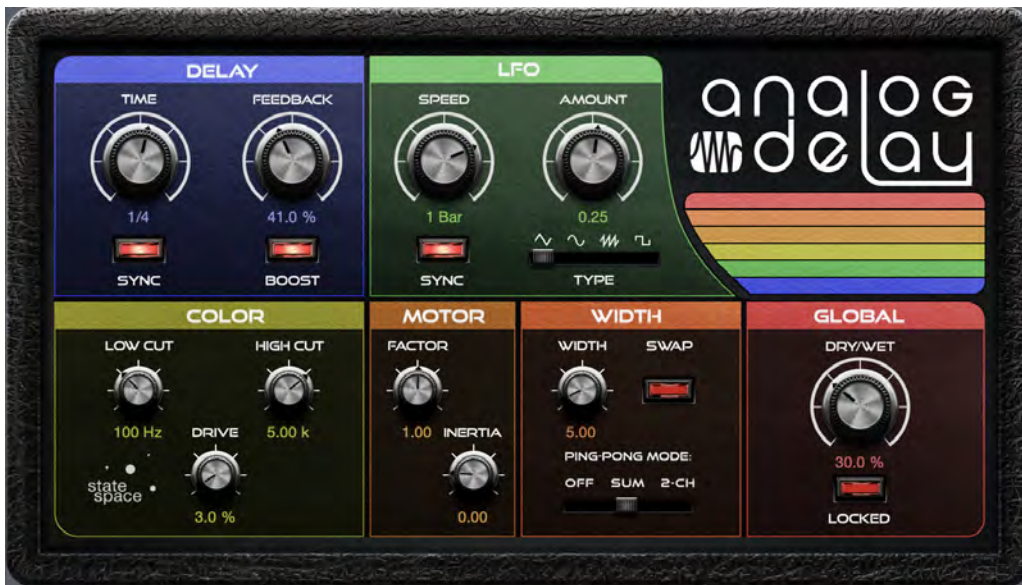 DELAY
TIME FEEDBACK
1/4 41.0 %
SYNC BOOST
LFO
SPEED AMOUNT
1 Bar 0.25
SYNC TYPE
analog
delay
COLOR
LOW CUT HIGH CUT
100 Hz DRIVE 5.00 k
state
space
3.0 %
MOTOR
FACTOR
1.00 INERTIA
0.00
WIDTH
WIDTH SWAP
5.00
PING-PONG MODE:
OFF SUM 2-CH
GLOBAL
DRY/WET
30.0 %
LOCKED